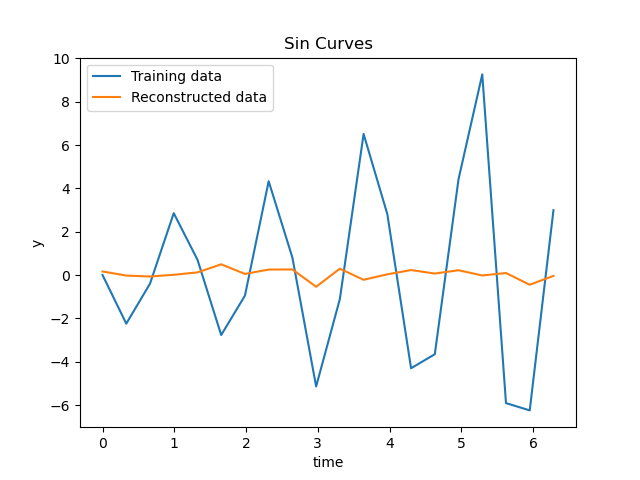 Sin Curves
Training data
Reconstructed data
10
8
6
4
2
0
−2
−4
−6
y
0 1 2 3 4 5 6
time